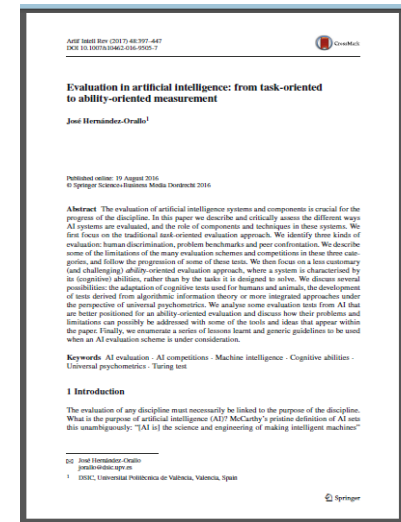 Artif Intell Rev (2017) 48:397–447
DOI 10.1007/s10462-016-9505-7
CrossMark
Evaluation in artificial intelligence: from task-oriented
to ability-oriented measurement
José Hernández-Orallo1
Published online: 19 August 2016
© Springer Science+Business Media Dordrecht 2016
Abstract The evaluation of artificial intelligence systems and components is crucial for the
progress of the discipline. In this paper we describe and critically assess the different ways
AI systems are evaluated, and the role of components and techniques in these systems. We
first focus on the traditional task-oriented evaluation approach. We identify three kinds of
evaluation: human discrimination, problem benchmarks and peer confrontation. We describe
some of the limitations of the many evaluation schemes and competitions in these three cate-
gories, and follow the progression of some of these tests. We then focus on a less customary
(and challenging) ability-oriented evaluation approach, where a system is characterised by
its (cognitive) abilities, rather than by the tasks it is designed to solve. We discuss several
possibilities: the adaptation of cognitive tests used for humans and animals, the development
of tests derived from algorithmic information theory or more integrated approaches under
the perspective of universal psychometrics. We analyse some evaluation tests from AI that
are better positioned for an ability-oriented evaluation and discuss how their problems and
limitations can possibly be addressed with some of the tools and ideas that appear within
the paper. Finally, we enumerate a series of lessons learnt and generic guidelines to be used
when an AI evaluation scheme is under consideration.
Keywords AI evaluation · AI competitions · Machine intelligence · Cognitive abilities ·
Universal psychometrics · Turing test
1 Introduction
The evaluation of any discipline must necessarily be linked to the purpose of the discipline.
What is the purpose of artificial intelligence (AI)? McCarthy's pristine definition of AI sets
this unambiguously: "[AI is] the science and engineering of making intelligent machines"
José Hernández-Orallo
jorallo@dsic.upv.es
1 DSIC, Universitat Politècnica de València, Valencia, Spain
Springer